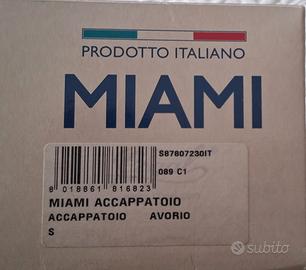 PRODOTTO ITALIANO
MIAMI
S87807230IT
089 C1
8 018861 816823
MIAMI ACCAPPATOIO
ACCAPPATOIO AVORIO
S
subito